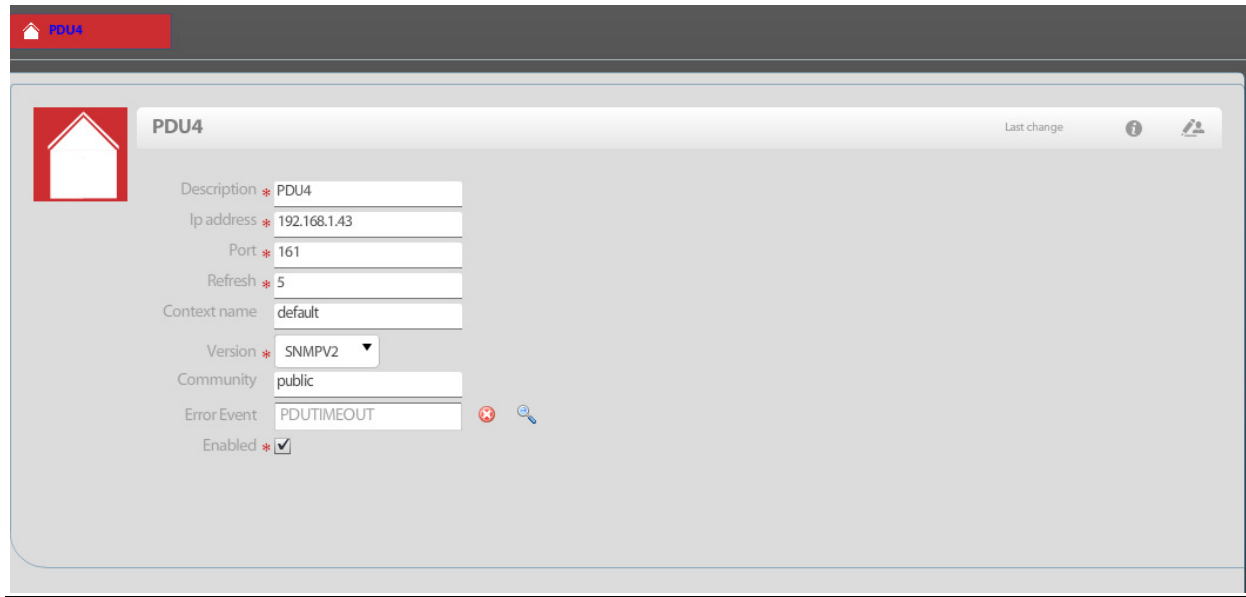 PDU4
PDU4 Last change
Description * PDU4
Ip address * 192.168.1.43
Port * 161
Refresh * 5
Context name default
Version * SNMPV2
Community public
Error Event PDUTIMEOUT
Enabled *